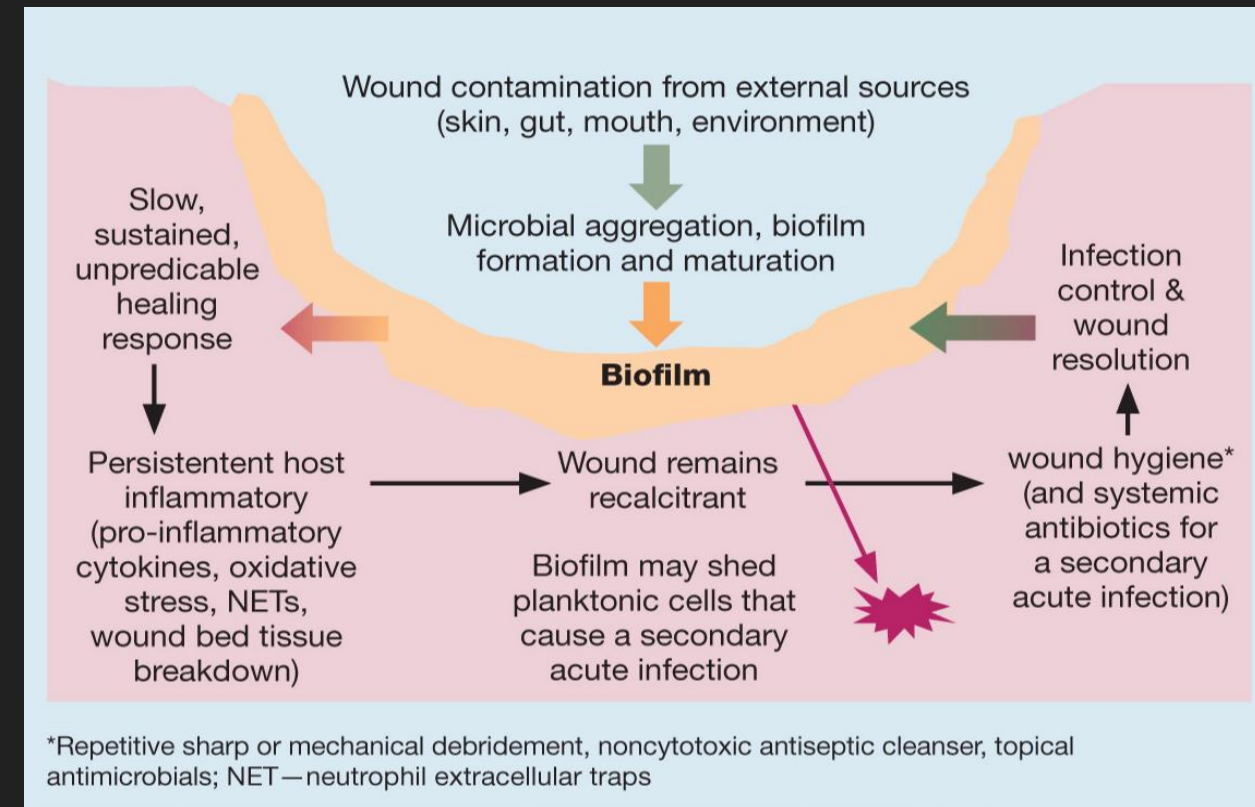 Wound contamination from external sources
(skin, gut, mouth, environment)
Microbial aggregation, biofilm
formation and maturation
Biofilm
Slow,
sustained,
unpredicable
healing
response
Persistentent host
inflammatory
(pro-inflammatory
cytokines, oxidative
stress, NETs,
wound bed tissue
breakdown)
Wound remains
recalcitrant
Biofilm may shed
planktonic cells that
cause a secondary
acute infection
wound hygiene*
(and systemic
antibiotics for
a secondary
acute infection)
Infection
control &
wound
resolution
*Repetitive sharp or mechanical debridement, noncytotoxic antiseptic cleanser, topical
antimicrobials; NET—neutrophil extracellular traps